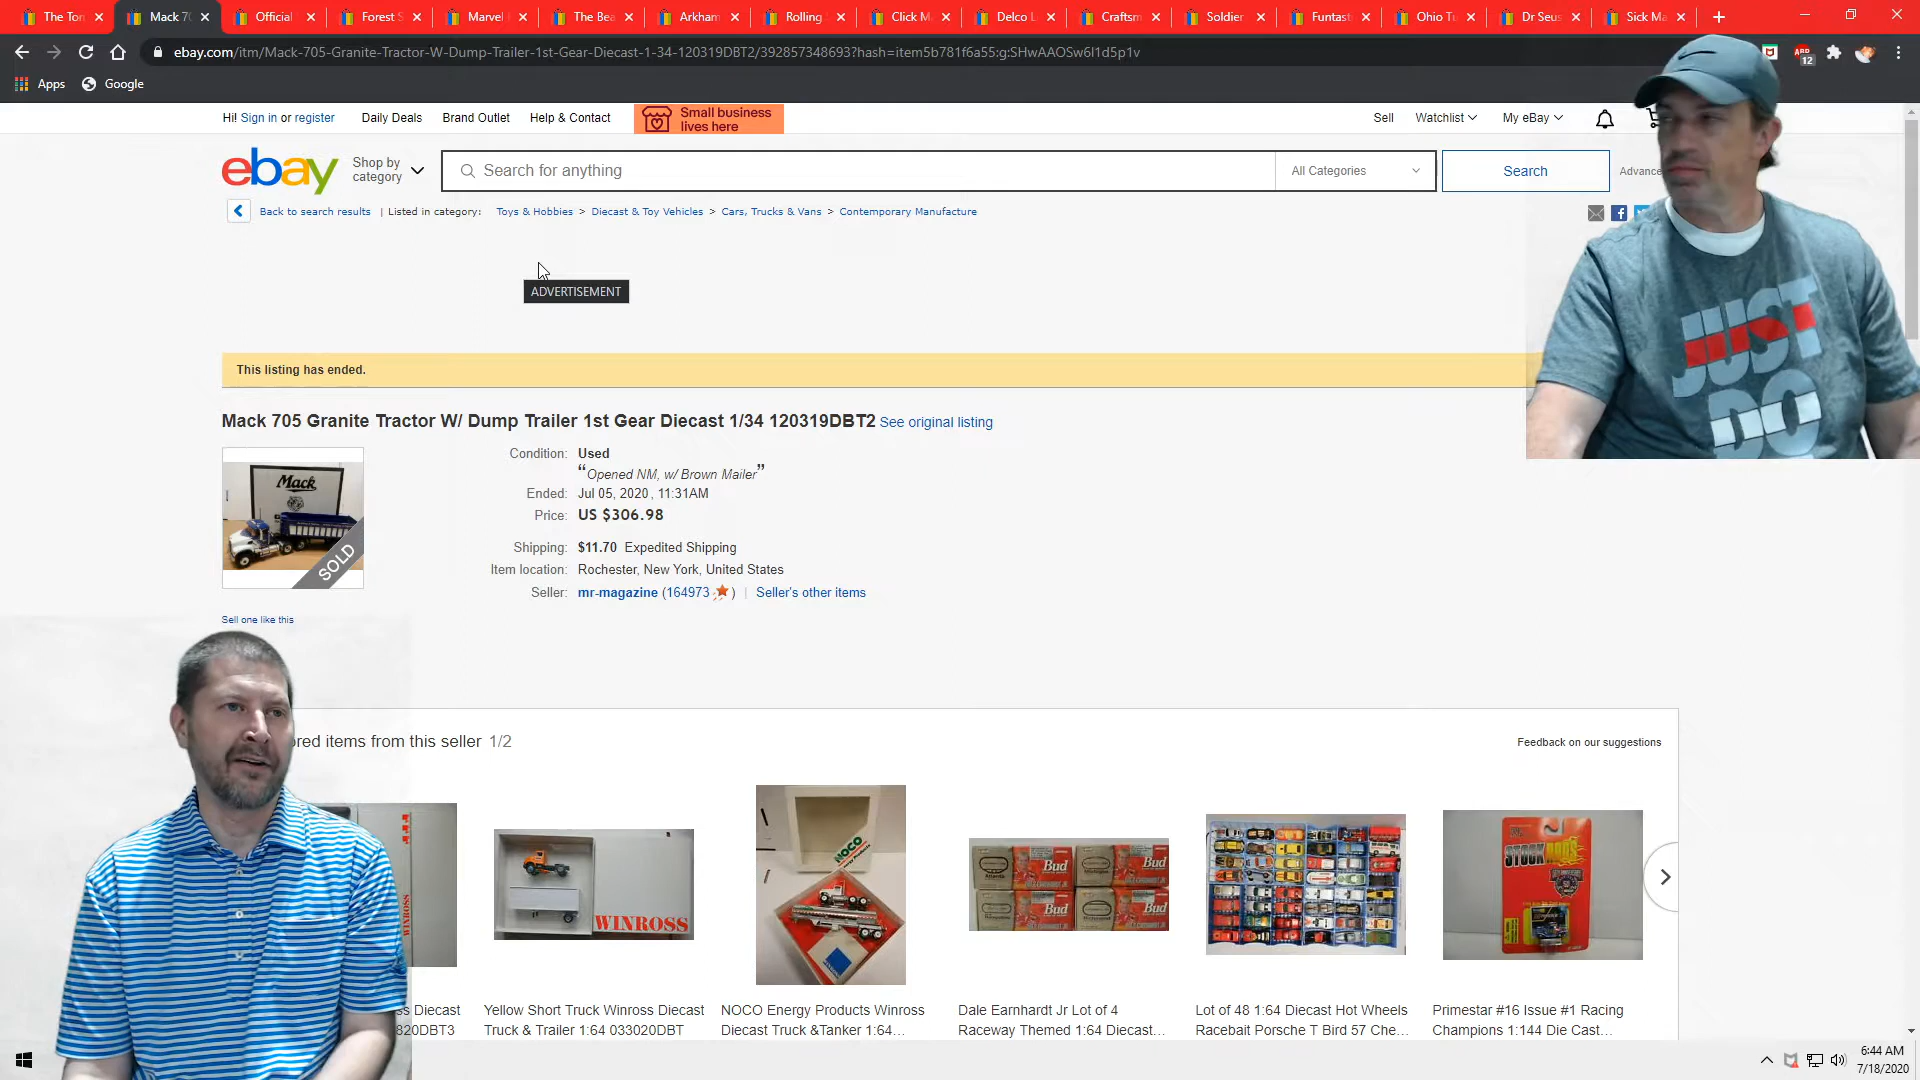 The Ton
Mack 70
Official
Forest S
Marvel
The Bea
Arkham
Rolling
Click M
Delco L
Craftsm
Soldier
Funtast
Ohio Tu
Dr Seus
Sick Ma
ebay.com/itm/Mack-705-Granite-Tractor-W-Dump-Trailer-1st-Gear-Diecast-1-34-120319DBT2/392857348693?hash=item5b781f6a55:g:SHwAAOSw6l1d5p1v
12
Apps
Google
Hi! Sign in or register
Daily Deals
Brand Outlet
Help & Contact
Small business
lives here
Sell
Watchlist
My eBay
ebay
Shop by
category
Search for anything
All Categories
Search
Advance
Back to search results | Listed in category: Toys & Hobbies > Diecast & Toy Vehicles > Cars, Trucks & Vans > Contemporary Manufacture
ADVERTISEMENT
JUST
DO
This listing has ended.
Mack 705 Granite Tractor W/ Dump Trailer 1st Gear Diecast 1/34 120319DBT2 See original listing
Mack
SOLD
Condition: Used
“Opened NM, w/ Brown Mailer”
Ended: Jul 05, 2020 , 11:31AM
Price: US $306.98
Shipping: $11.70 Expedited Shipping
Item location: Rochester, New York, United States
Seller: mr-magazine (164973 ) | Seller's other items
Sell one like this
ored items from this seller 1/2
Feedback on our suggestions
WINROSS
WINROSS
NOCO
Bud
Bud
Bud
Bud
STOCK RODS
ss Diecast
820DBT3
Yellow Short Truck Winross Diecast
Truck & Trailer 1:64 033020DBT
NOCO Energy Products Winross
Diecast Truck &Tanker 1:64...
Dale Earnhardt Jr Lot of 4
Raceway Themed 1:64 Diecast...
Lot of 48 1:64 Diecast Hot Wheels
Racebait Porsche T Bird 57 Che...
Primestar #16 Issue #1 Racing
Champions 1:144 Die Cast...
6:44 AM
7/18/2020